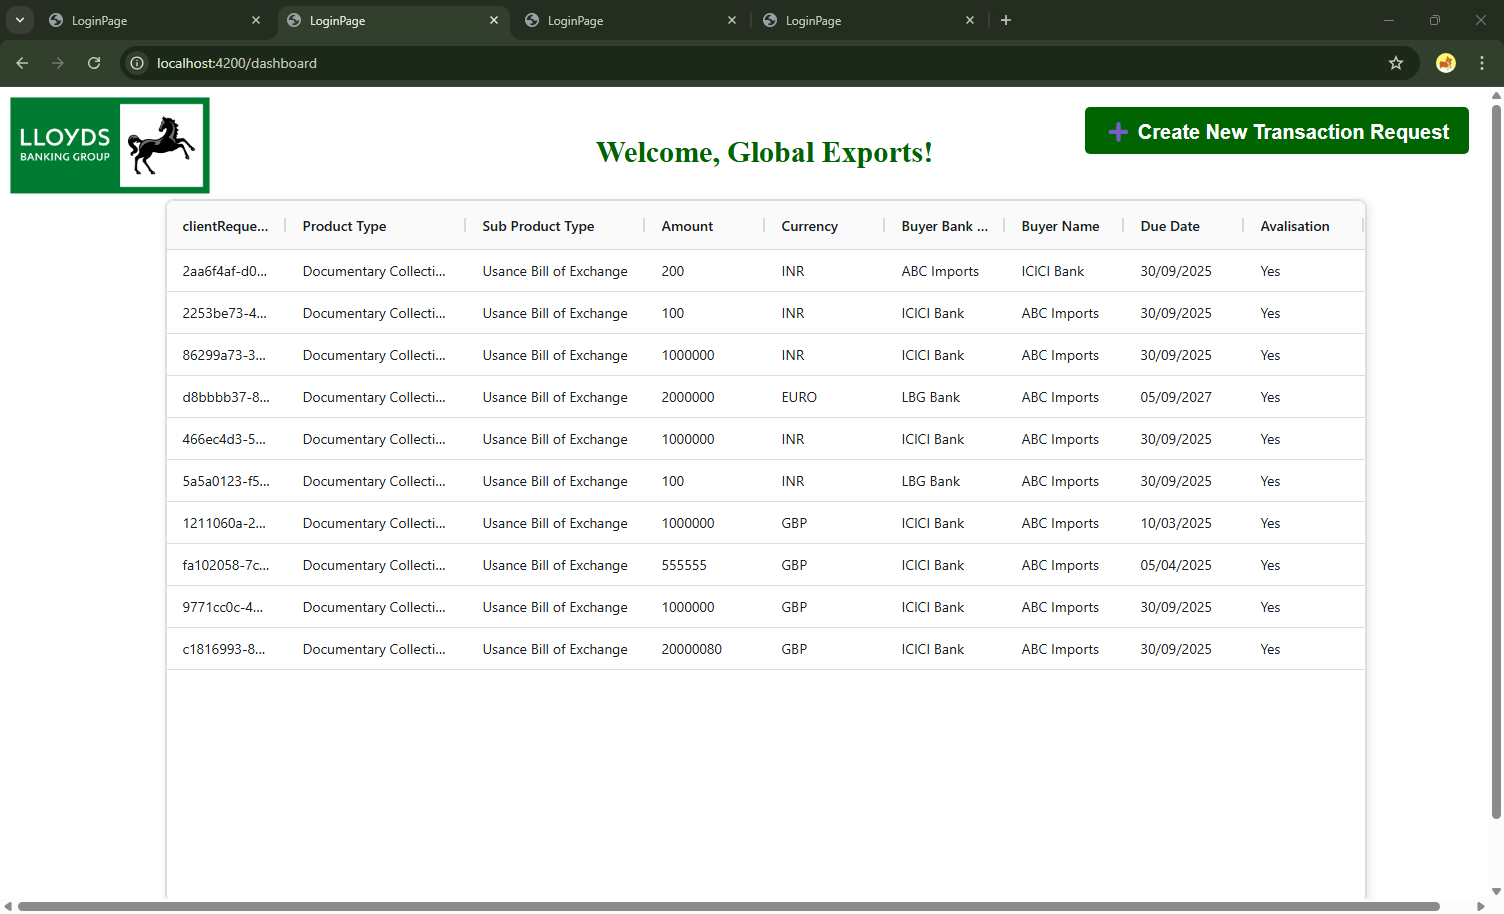 LoginPage LoginPage LoginPage LoginPage
localhost:4200/dashboard
LLOYDS
BANKING GROUP
Welcome, Global Exports!
Create New Transaction Request
clientReque... Product Type Sub Product Type Amount Currency Buyer Bank ... Buyer Name Due Date Avalisation
2aa6f4af-d0... Documentary Collecti... Usance Bill of Exchange 200 INR ABC Imports ICICI Bank 30/09/2025 Yes
2253be73-4... Documentary Collecti... Usance Bill of Exchange 100 INR ICICI Bank ABC Imports 30/09/2025 Yes
86299a73-3... Documentary Collecti... Usance Bill of Exchange 1000000 INR ICICI Bank ABC Imports 30/09/2025 Yes
d8bbbb37-8... Documentary Collecti... Usance Bill of Exchange 2000000 EURO LBG Bank ABC Imports 05/09/2027 Yes
466ec4d3-5... Documentary Collecti... Usance Bill of Exchange 1000000 INR ICICI Bank ABC Imports 30/09/2025 Yes
5a5a0123-f5... Documentary Collecti... Usance Bill of Exchange 100 INR LBG Bank ABC Imports 30/09/2025 Yes
1211060a-2... Documentary Collecti... Usance Bill of Exchange 1000000 GBP ICICI Bank ABC Imports 10/03/2025 Yes
fa102058-7c... Documentary Collecti... Usance Bill of Exchange 555555 GBP ICICI Bank ABC Imports 05/04/2025 Yes
9771cc0c-4... Documentary Collecti... Usance Bill of Exchange 1000000 GBP ICICI Bank ABC Imports 30/09/2025 Yes
c1816993-8... Documentary Collecti... Usance Bill of Exchange 20000080 GBP ICICI Bank ABC Imports 30/09/2025 Yes